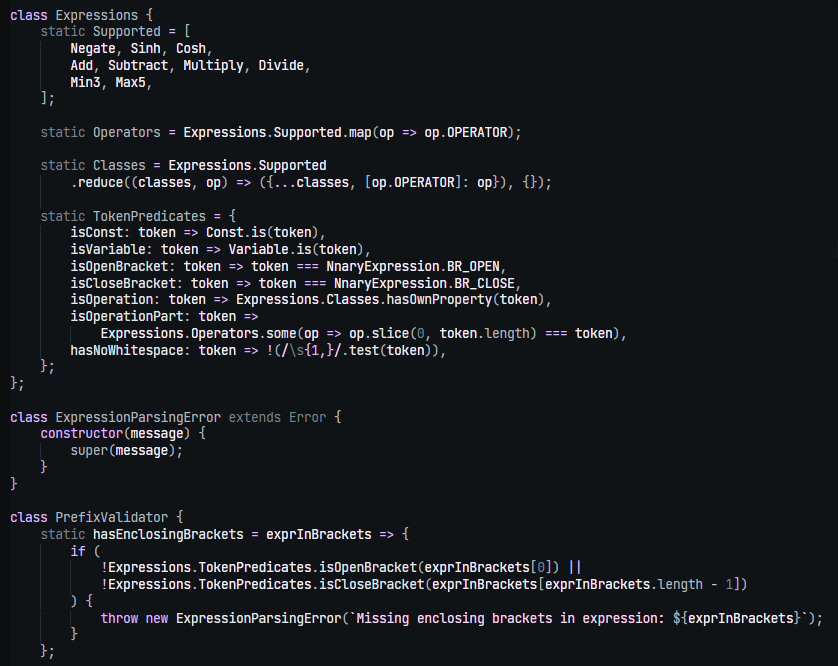 class Expressions {
    static Supported = [
        Negate, Sinh, Cosh,
        Add, Subtract, Multiply, Divide,
        Min3, Max5,
    ];

    static Operators = Expressions.Supported.map(op => op.OPERATOR);

    static Classes = Expressions.Supported
        .reduce((classes, op) => ({...classes, [op.OPERATOR]: op}), {});

    static TokenPredicates = {
        isConst: token => Const.is(token),
        isVariable: token => Variable.is(token),
        isOpenBracket: token => token === NnaryExpression.BR_OPEN,
        isCloseBracket: token => token === NnaryExpression.BR_CLOSE,
        isOperation: token => Expressions.Classes.hasOwnProperty(token),
        isOperationPart: token =>
            Expressions.Operators.some(op => op.slice(0, token.length) === token),
        hasNoWhitespace: token => !(/\s{1,}/.test(token)),
    };
};

class ExpressionParsingError extends Error {
    constructor(message) {
        super(message);
    }
}

class PrefixValidator {
    static hasEnclosingBrackets = exprInBrackets => {
        if (
            !Expressions.TokenPredicates.isOpenBracket(exprInBrackets[0]) ||
            !Expressions.TokenPredicates.isCloseBracket(exprInBrackets[exprInBrackets.length - 1])
        ) {
            throw new ExpressionParsingError(`Missing enclosing brackets in expression: ${exprInBrackets}`);
        }
    };